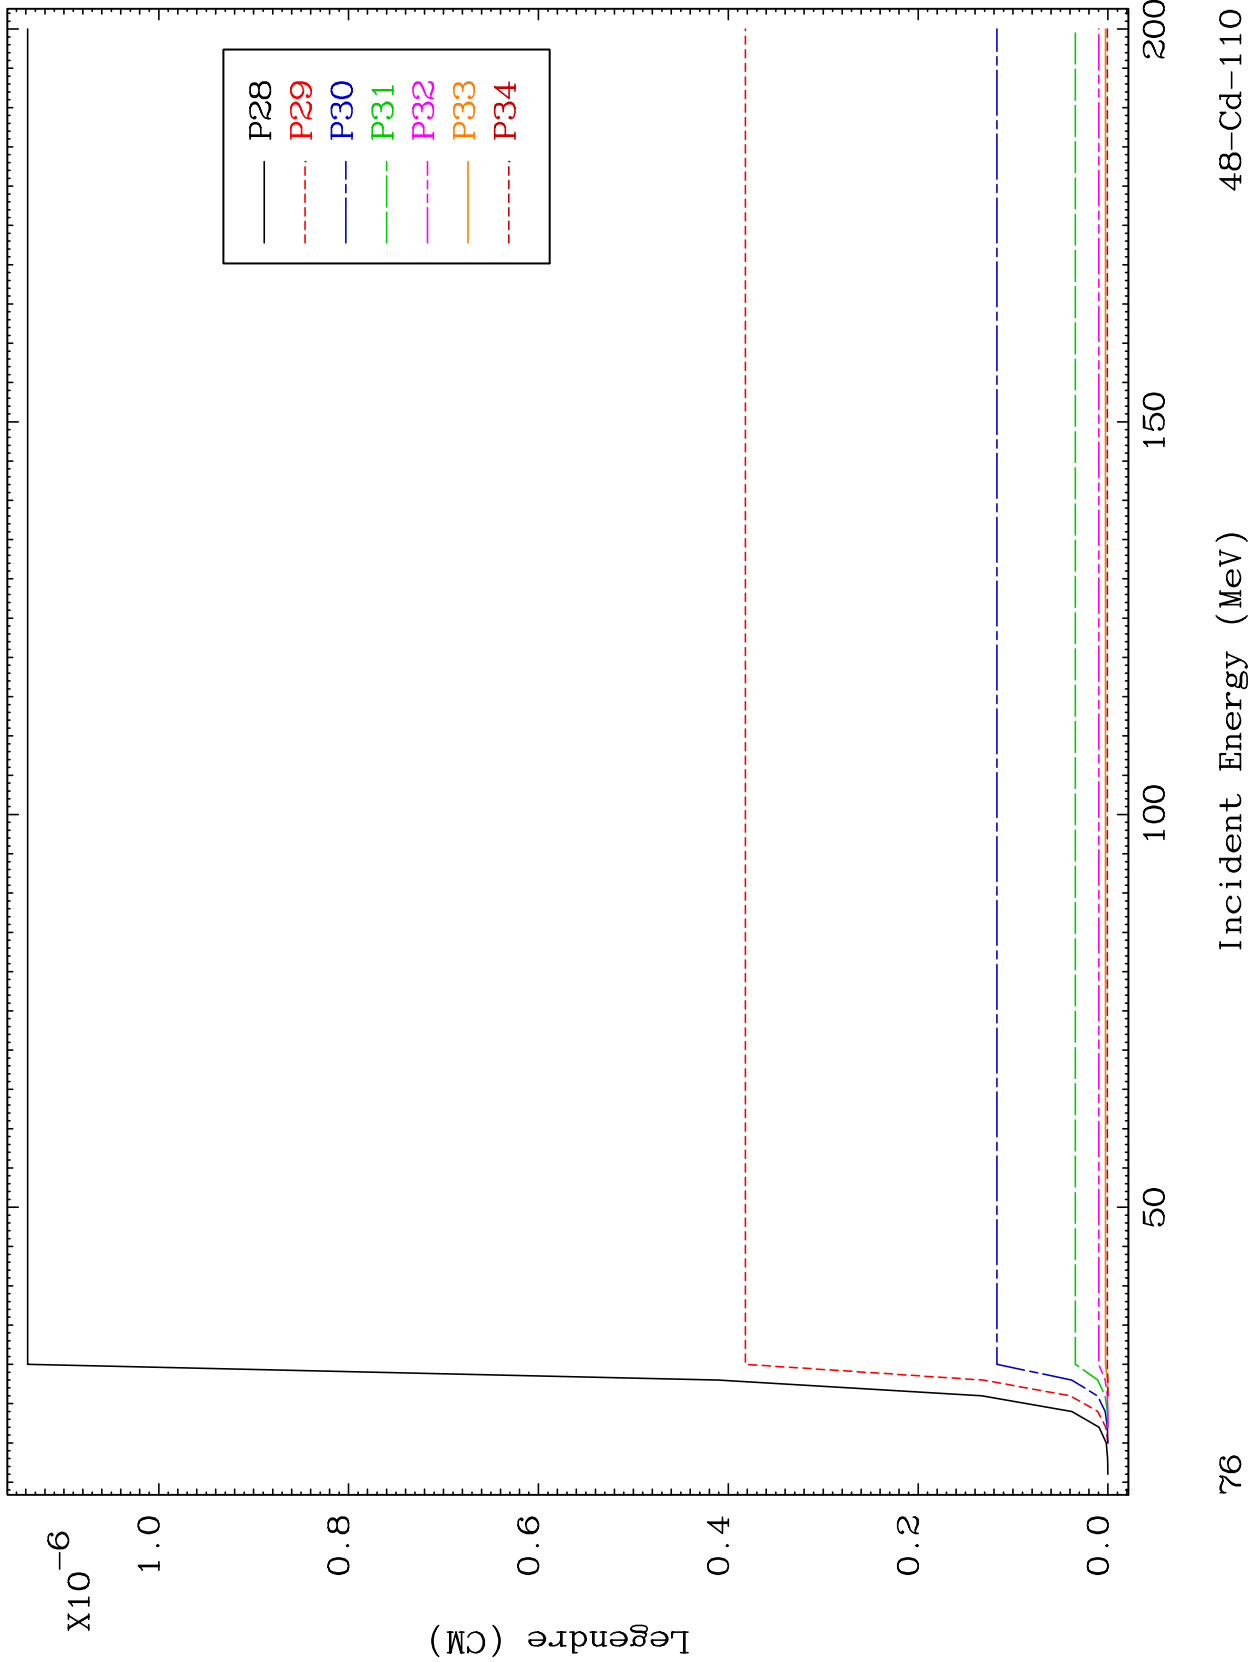 X10-6
1.0
0.8
0.6
0.4
0.2
0.0
Legendre (CM)
P28
P29
P30
P31
P32
P33
P34
50
100
150
200
Incident Energy (MeV)
76
48-Cd-110